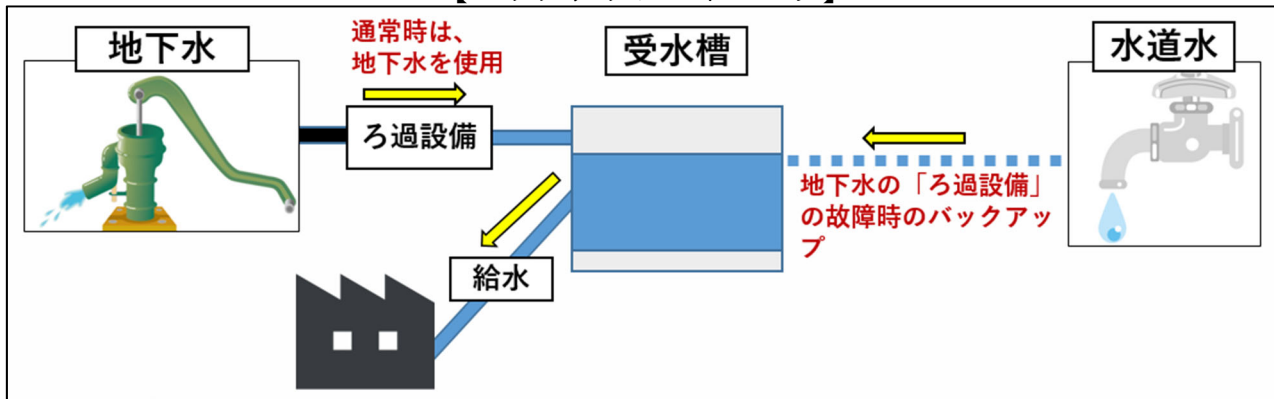 地下水
通常時は、
地下水を使用
受水槽
水道水
ろ過設備
地下水の「ろ過設備」
の故障時のバックアッ
プ
給水